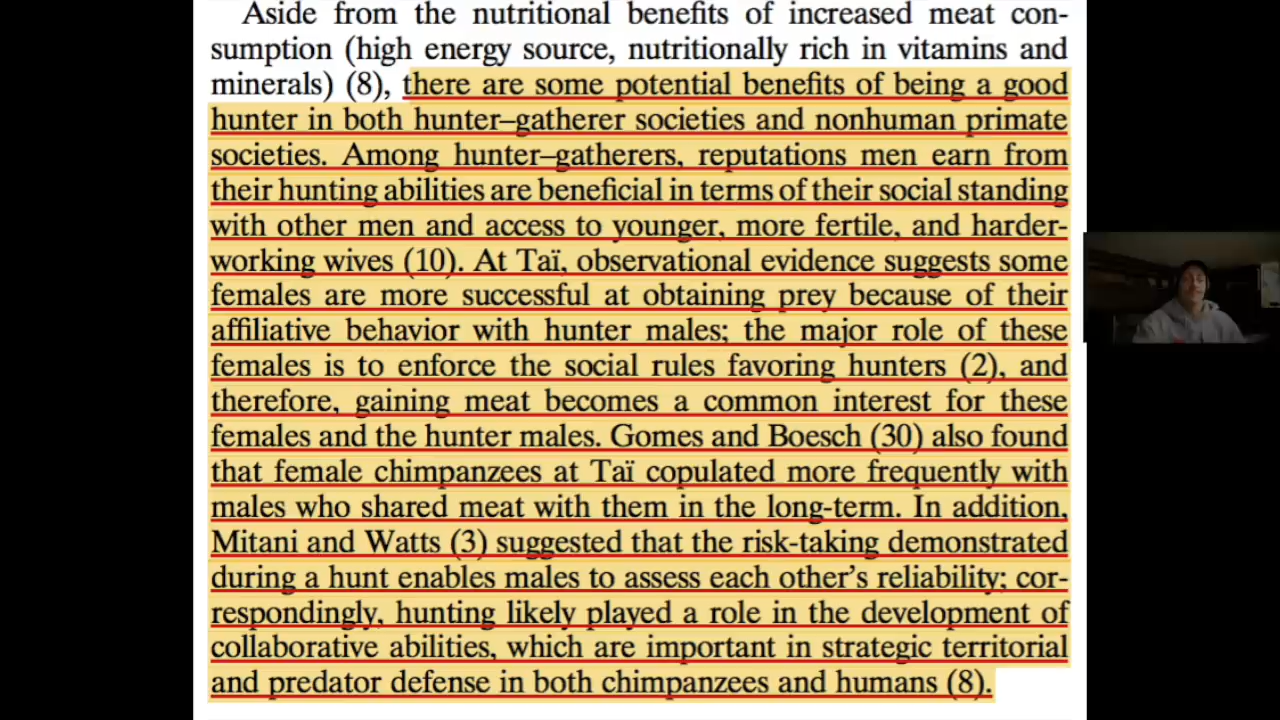 Aside from the nutritional benefits of increased meat con-
sumption (high energy source, nutritionally rich in vitamins and
minerals) (8), there are some potential benefits of being a good
hunter in both hunter–gatherer societies and nonhuman primate
societies. Among hunter–gatherers, reputations men earn from
their hunting abilities are beneficial in terms of their social standing
with other men and access to younger, more fertile, and harder-
working wives (10). At Taï, observational evidence suggests some
females are more successful at obtaining prey because of their
affiliative behavior with hunter males; the major role of these
females is to enforce the social rules favoring hunters (2), and
therefore, gaining meat becomes a common interest for these
females and the hunter males. Gomes and Boesch (30) also found
that female chimpanzees at Taï copulated more frequently with
males who shared meat with them in the long-term. In addition,
Mitani and Watts (3) suggested that the risk-taking demonstrated
during a hunt enables males to assess each other’s reliability; cor-
respondingly, hunting likely played a role in the development of
collaborative abilities, which are important in strategic territorial
and predator defense in both chimpanzees and humans (8).